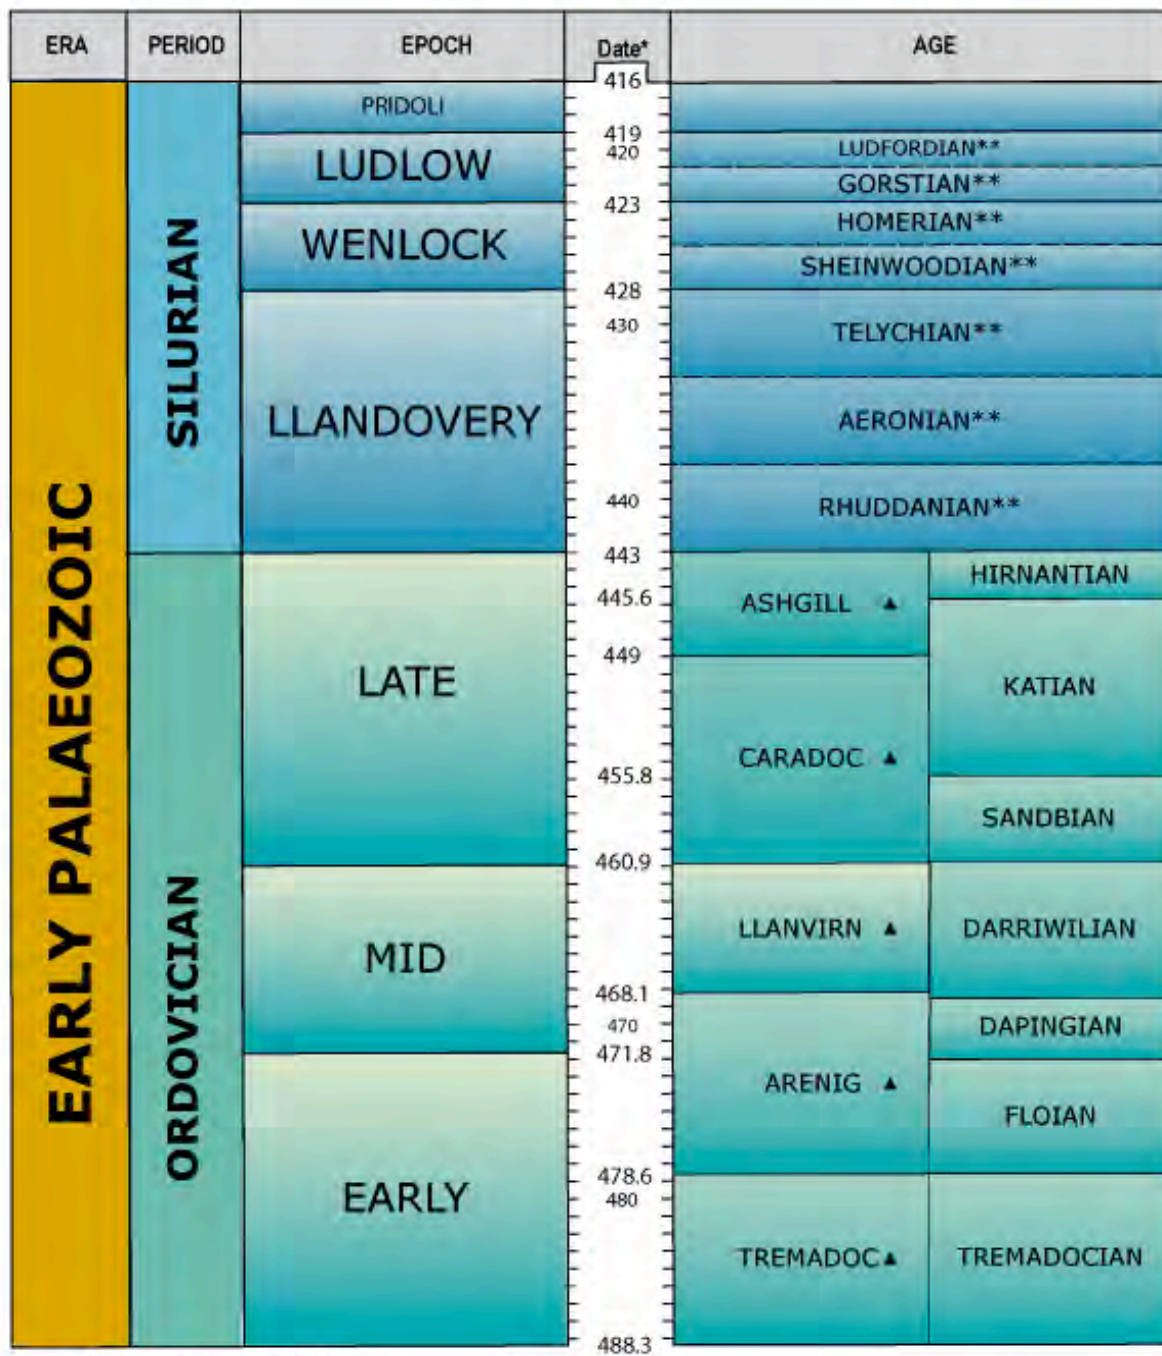 ERA PERIOD EPOCH Date* AGE
416
PRIDOLI
419
LUDLOW 420 LUDFORDIAN**
GORSTIAN**
423
WENLOCK HOMERIAN**
SHEINWOODIAN**
428
430 TELYCHIAN**
LLANDOVERY AERONIAN**
SILURIAN
440 RHUDDANIAN**
443
HIRNANTIAN
445.6 ASHGILL ▲
449
LATE KATIAN
CARADOC ▲
455.8
SANDBIAN
460.9
EARLY PALAEOZOIC
MID LLANVIRN ▲ DARRIWILIAN
468.1
470 DAPINGIAN
471.8
ORDOVICIAN
ARENIG ▲ FLOIAN
478.6
EARLY 480
TREMADOC ▲ TREMADOCIAN
488.3